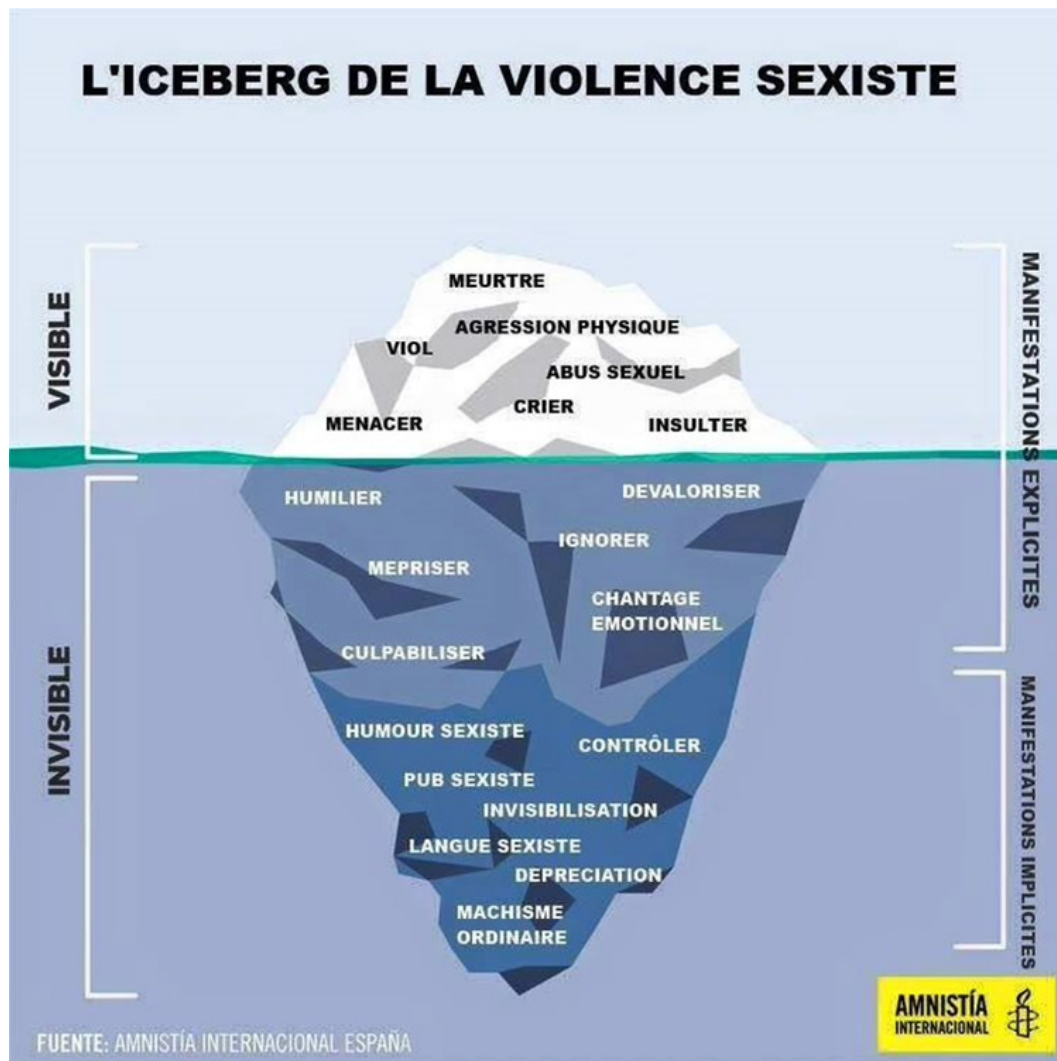 L'ICEBERG DE LA VIOLENCE SEXISTE
VISIBLE
MANIFESTATIONS EXPLICITES
MEURTRE
AGRESSION PHYSIQUE
VIOL
ABUS SEXUEL
CRIER
MENACER
INSULTER
INVISIBLE
HUMILIER
DEVALORISER
IGNORER
MEPRISER
CHANTAGE
EMOTIONNEL
CULPABILISER
MANIFESTATIONS IMPLICITES
HUMOUR SEXISTE
CONTRÔLER
PUB SEXISTE
INVISIBILISATION
LANGUE SEXISTE
DEPRECIATION
MACHISME
ORDINAIRE
AMNISTÍA
INTERNACIONAL
FUENTE: AMNISTÍA INTERNACIONAL ESPAÑA